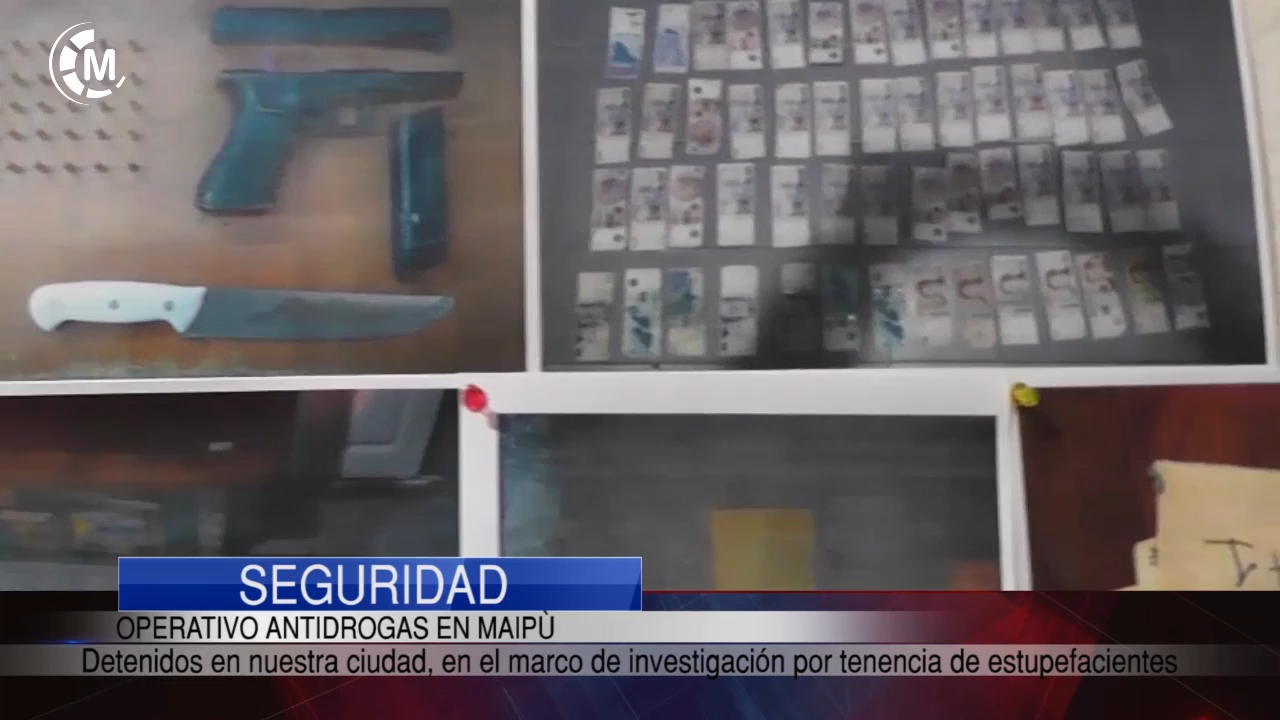 M
SEGURIDAD
OPERATIVO ANTIDROGAS EN MAIPÙ
Detenidos en nuestra ciudad, en el marco de investigación por tenencia de estupefacientes